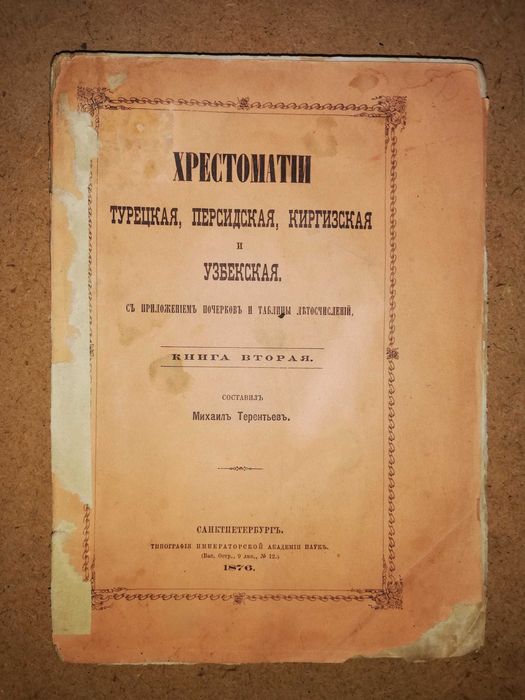 ХРЕСТОМАТІИ
ТУРЕЦКАЯ, ПЕРСИДСКАЯ, КИРГИЗСКАЯ
И
УЗБЕКСКАЯ.
СЪ ПРИЛОЖЕНІЕМЪ ПОЧЕРКОВЪ И ТАБЛИЦЫ ЛѢТОСЧИСЛЕНІЙ,
КНИГА ВТОРАЯ.
СОСТАВИЛЪ
Михаилъ Терентьевъ.
САНКТПЕТЕРБУРГЪ.
ТИПОГРАФІЯ ИМПЕРАТОРСКОЙ АКАДЕМІИ НАУКЪ.
(Вас. Остр., 9 лин., № 12.)
1876.